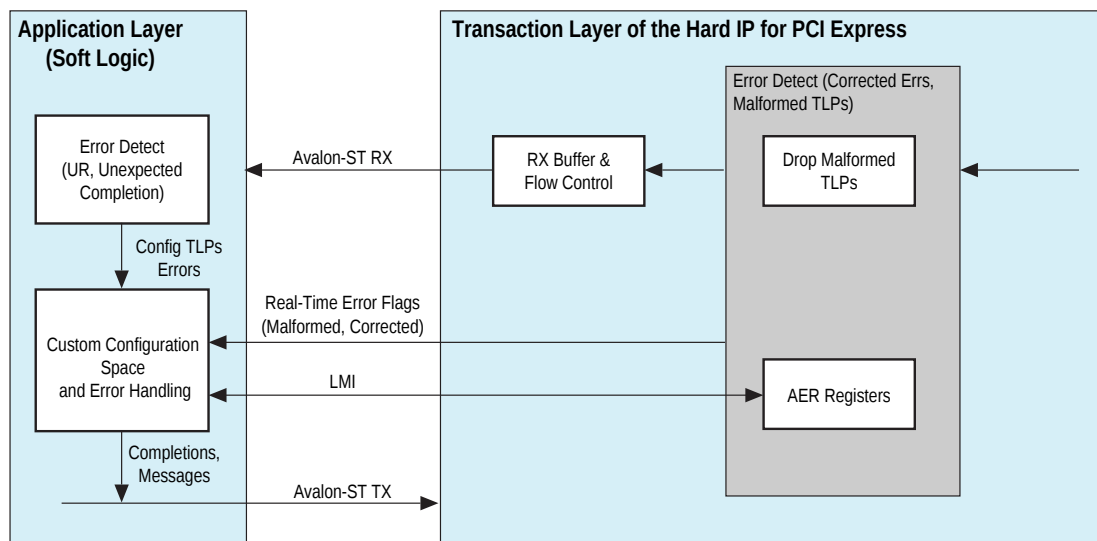 Application Layer
(Soft Logic)
Transaction Layer of the Hard IP for PCI Express
Error Detect (Corrected Errs,
Malformed TLPs)
Error Detect
(UR, Unexpected
Completion)
Avalon-ST RX
RX Buffer &
Flow Control
Drop Malformed
TLPs
Config TLPs
Errors
Real-Time Error Flags
(Malformed, Corrected)
Custom Configuration
Space
and Error Handling
LMI
AER Registers
Completions,
Messages
Avalon-ST TX